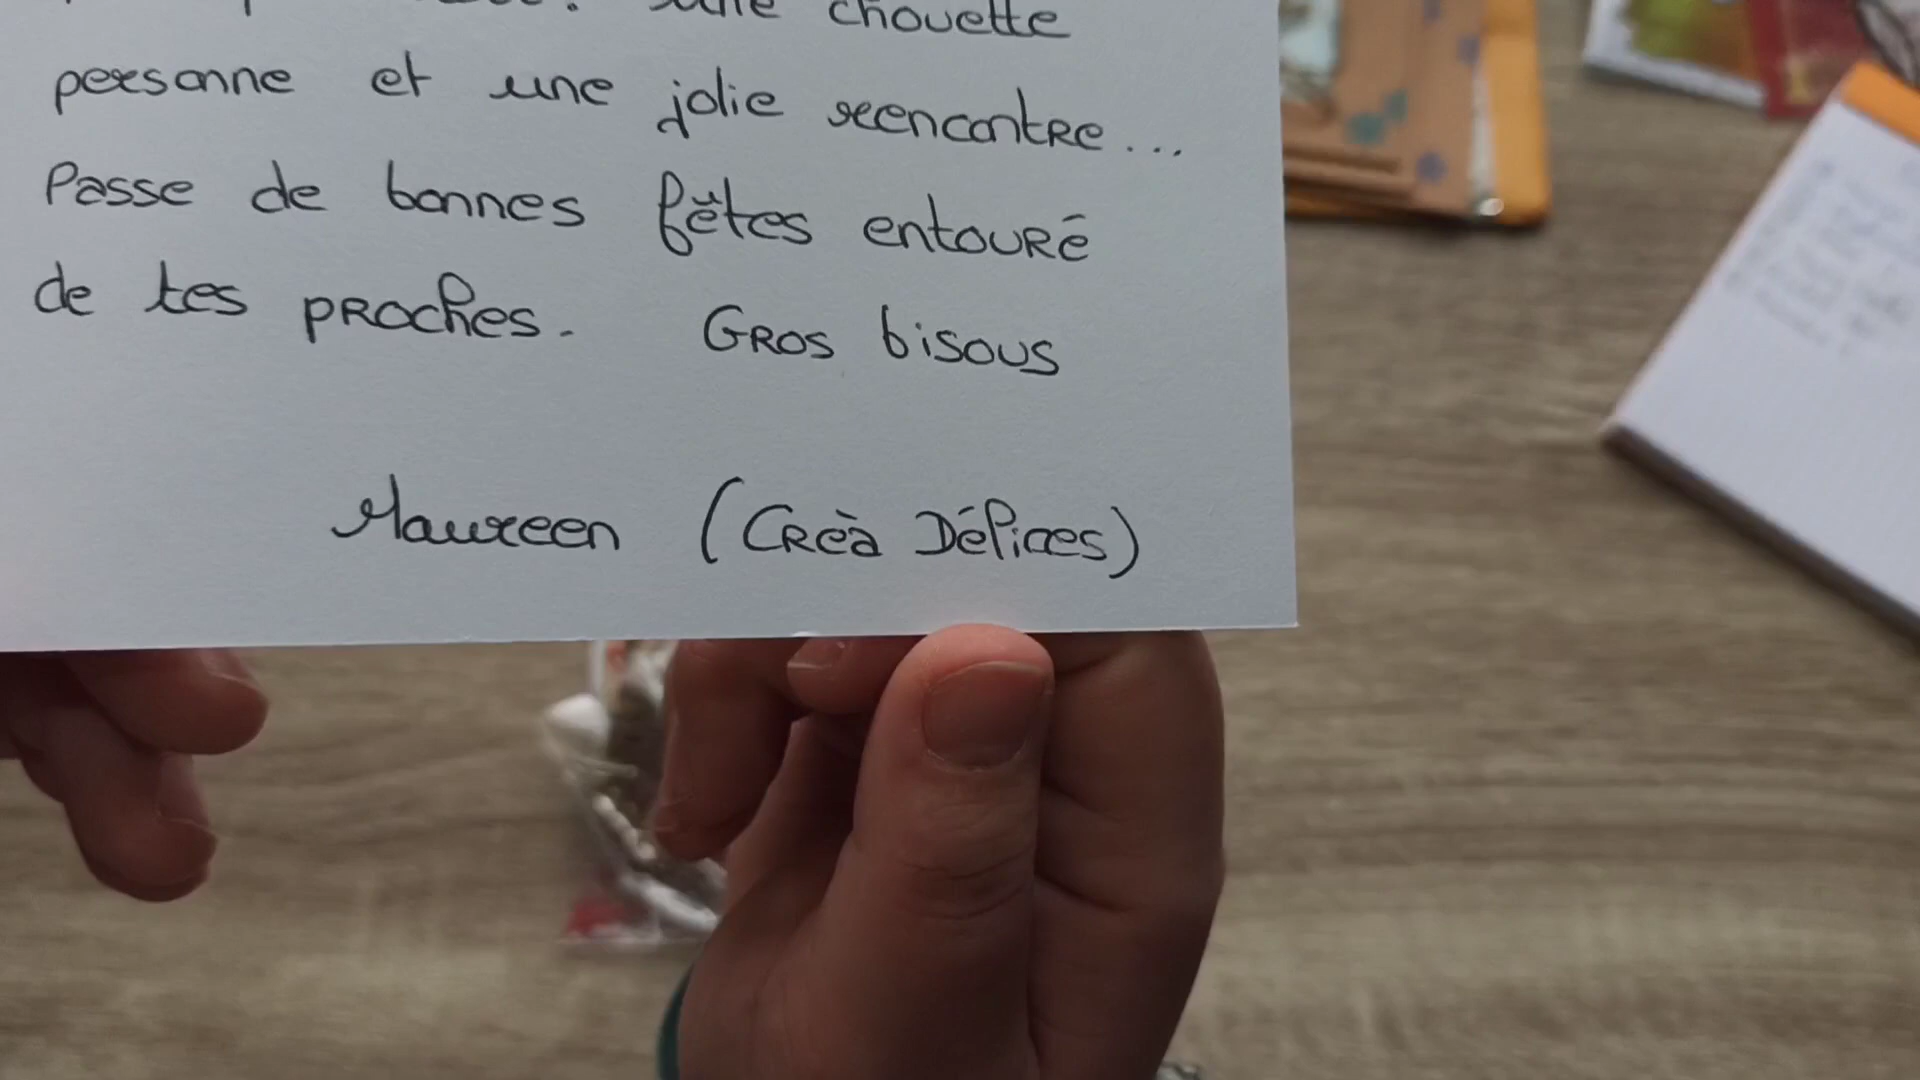 une chouette
personne et une jolie rencontre...
Passe de bonnes fêtes entouré
de tes proches. Gros bisous
Maureen (Créa Délices)